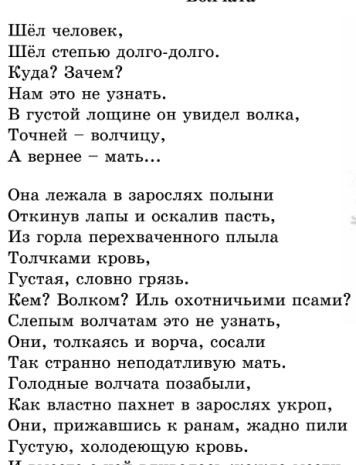 Шёл человек,
Шёл степью долго-долго.
Куда? Зачем?
Нам это не узнать.
В густой лощине он увидел волка,
Точней – волчицу,
А вернее – мать...
Она лежала в зарослях полыни
Откинув лапы и оскалив пасть,
Из горла перехваченного плыла
Толчками кровь,
Густая, словно грязь.
Кем? Волком? Иль охотничьими псами?
Слепым волчатам это не узнать,
Они, толкаясь и ворча, сосали
Так странно неподатливую мать.
Голодные волчата позабыли,
Как властно пахнет в зарослях укроп,
Они, прижавшись к ранам, жадно пили
Густую, холодеющую кровь.